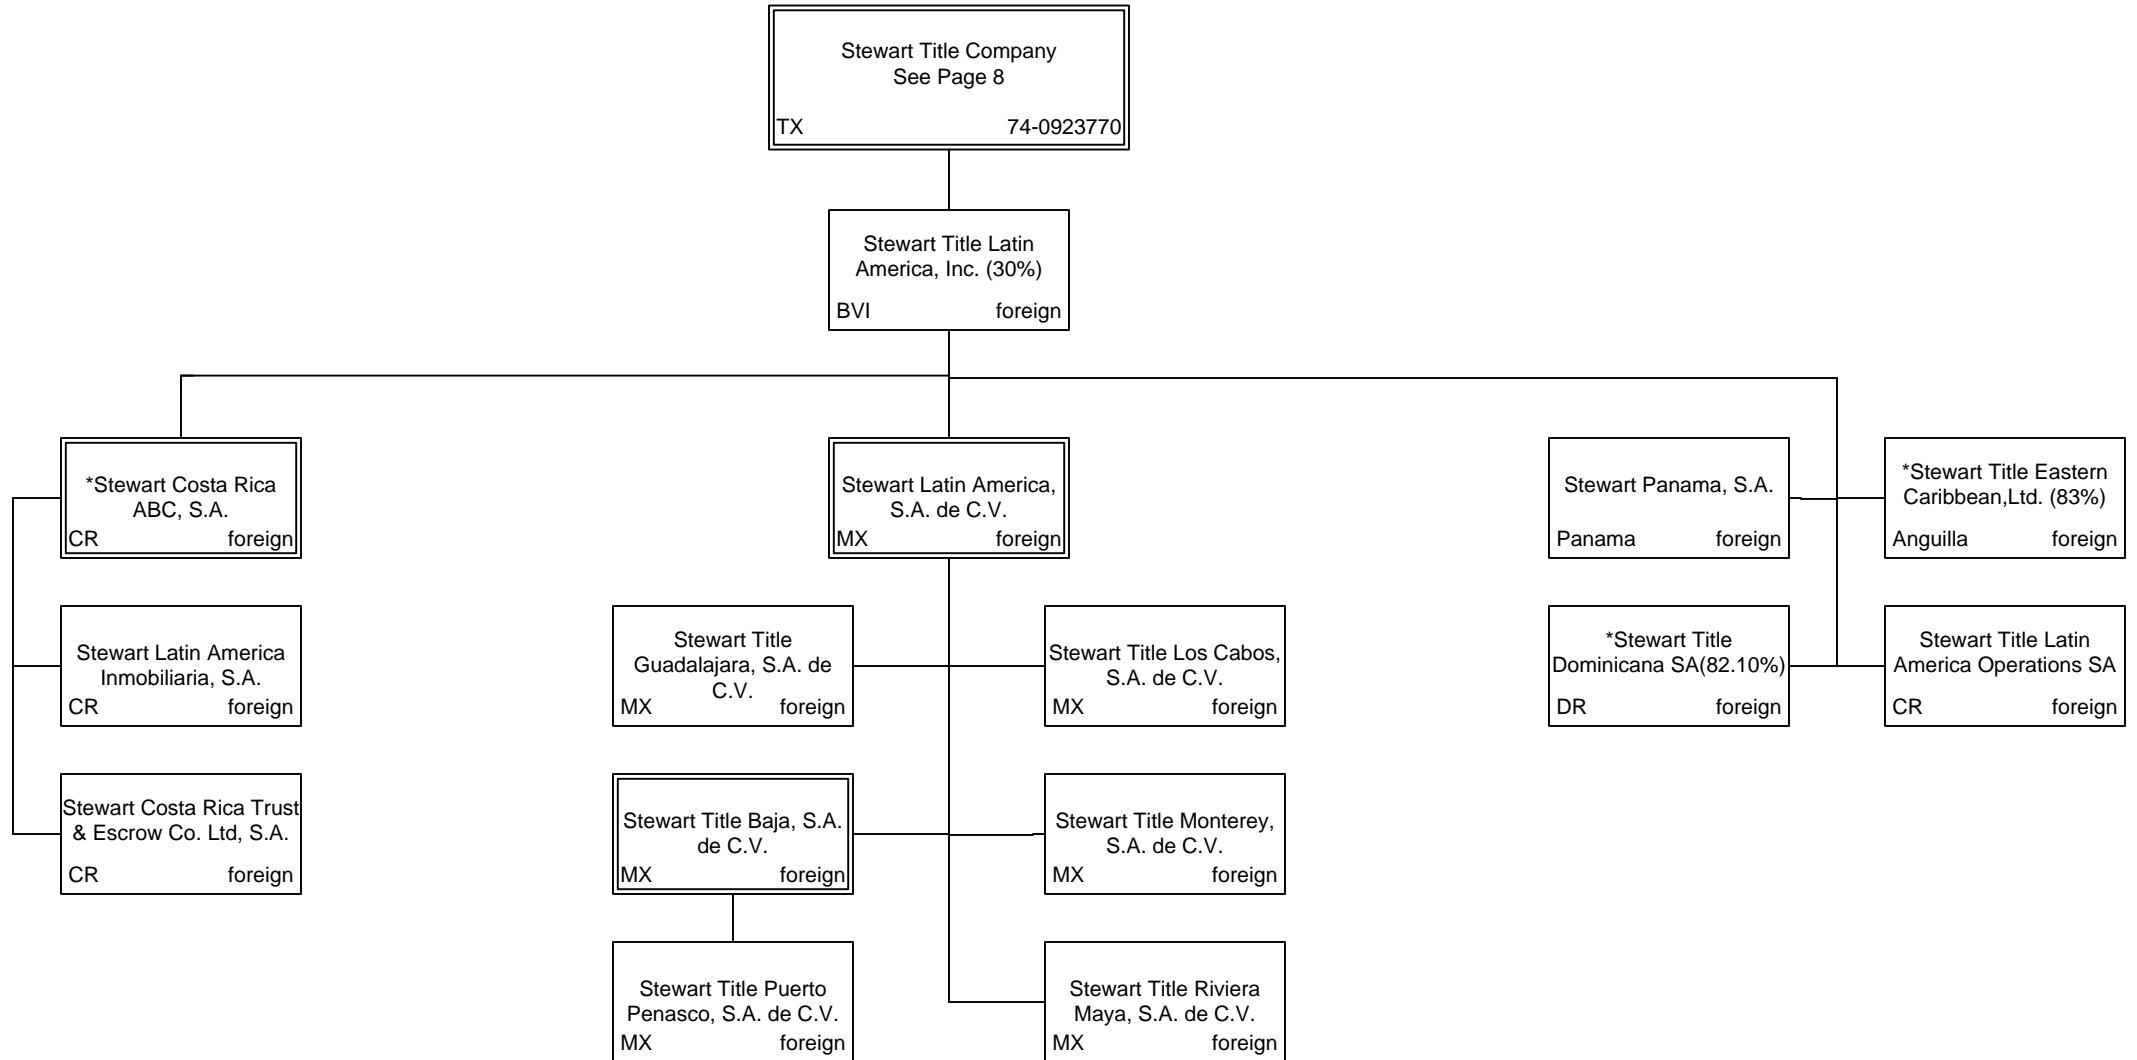 Stewart Title Company
See Page 8
TX 74-0923770
Stewart Title Latin
America, Inc. (30%)
BVI foreign
*Stewart Costa Rica
ABC, S.A.
CR foreign
Stewart Latin America
Inmobiliaria, S.A.
CR foreign
Stewart Costa Rica Trust
& Escrow Co. Ltd, S.A.
CR foreign
Stewart Latin America,
S.A. de C.V.
MX foreign
Stewart Title
Guadalajara, S.A. de
C.V.
MX foreign
Stewart Title Los Cabos,
S.A. de C.V.
MX foreign
Stewart Title Baja, S.A.
de C.V.
MX foreign
Stewart Title Monterey,
S.A. de C.V.
MX foreign
Stewart Title Puerto
Penasco, S.A. de C.V.
MX foreign
Stewart Title Riviera
Maya, S.A. de C.V.
MX foreign
Stewart Panama, S.A.
Panama foreign
*Stewart Title Eastern
Caribbean,Ltd. (83%)
Anguilla foreign
*Stewart Title
Dominicana SA(82.10%)
DR foreign
Stewart Title Latin
America Operations SA
CR foreign